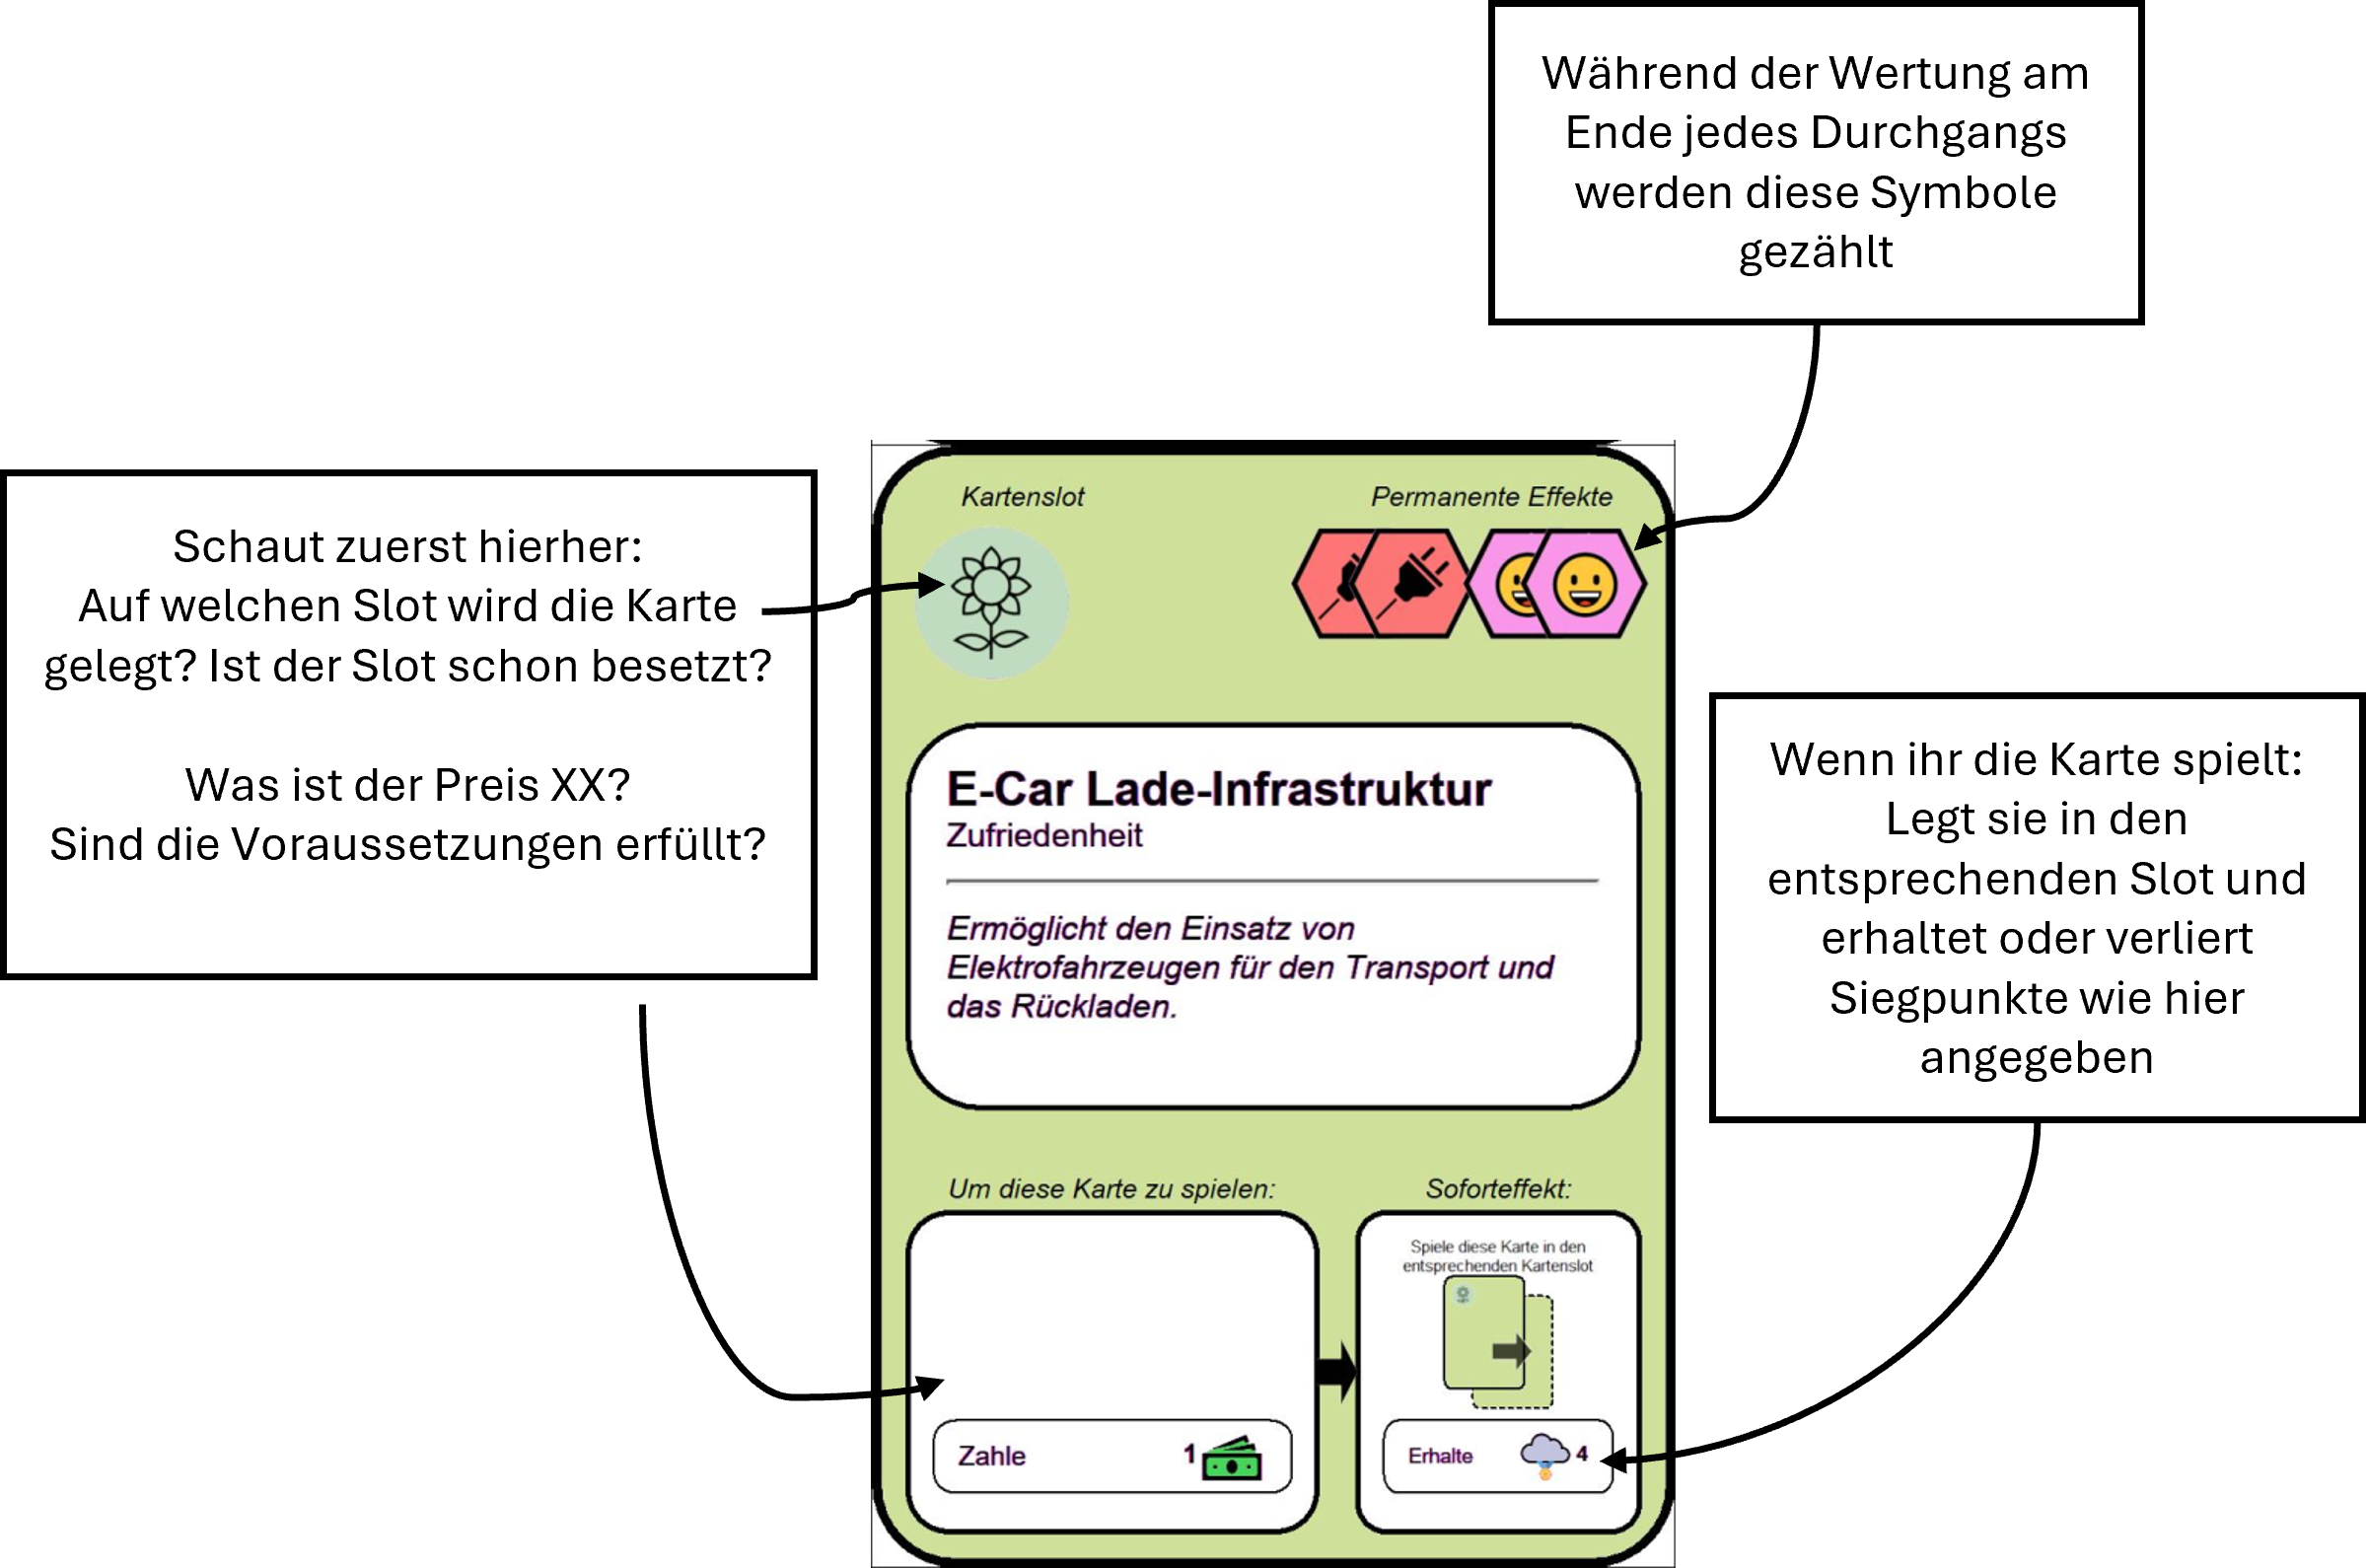 Während der Wertung am
Ende jedes Durchgangs
werden diese Symbole
gezählt
Schaut zuerst hierher:
Auf welchen Slot wird die Karte
gelegt? Ist der Slot schon besetzt?
Was ist der Preis XX?
Sind die Voraussetzungen erfüllt?
Kartenslot
Permanente Effekte
E-Car Lade-Infrastruktur
Zufriedenheit
Ermöglicht den Einsatz von
Elektrofahrzeugen für den Transport und
das Rückladen.
Wenn ihr die Karte spielt:
Legt sie in den
entsprechenden Slot und
erhaltet oder verliert
Siegpunkte wie hier
angegeben
Um diese Karte zu spielen:
Zahle 1
Soforteffekt:
Spiele diese Karte in den
entsprechenden Kartenslot
Erhalte 4